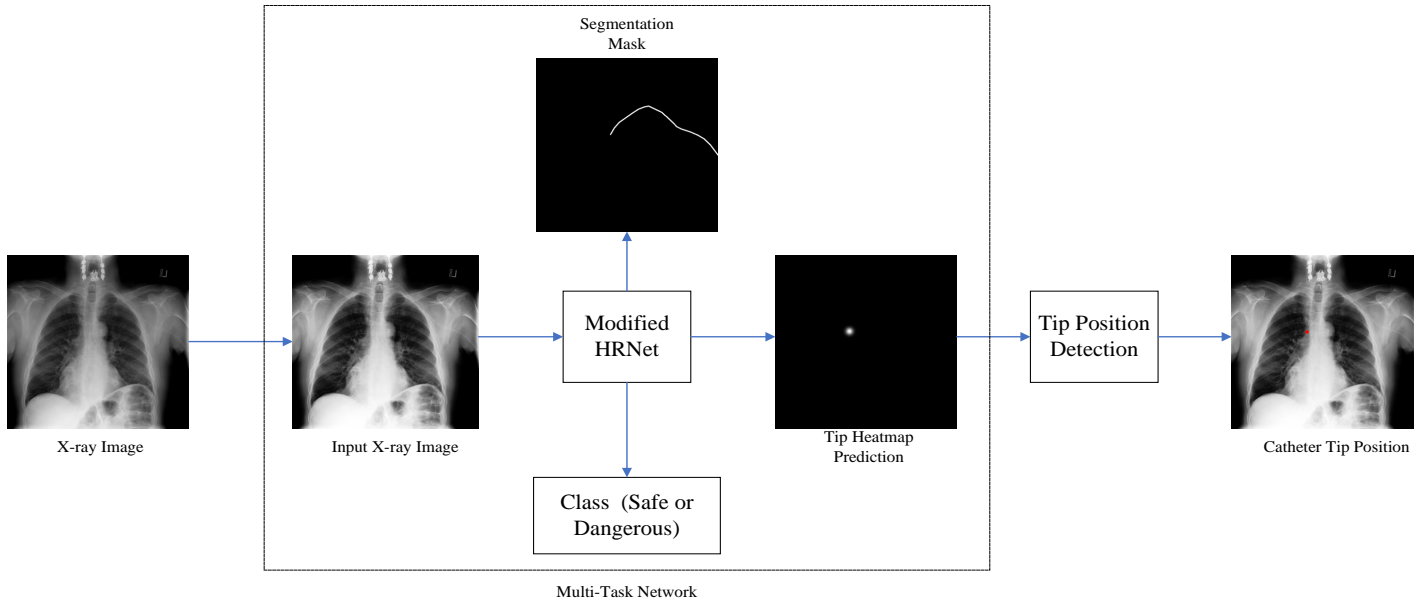 Segmentation
Mask
Modified
HRNet
Tip Position
Detection
X-ray Image
Input X-ray Image
Tip Heatmap
Prediction
Catheter Tip Position
Class (Safe or
Dangerous)
Multi-Task Network